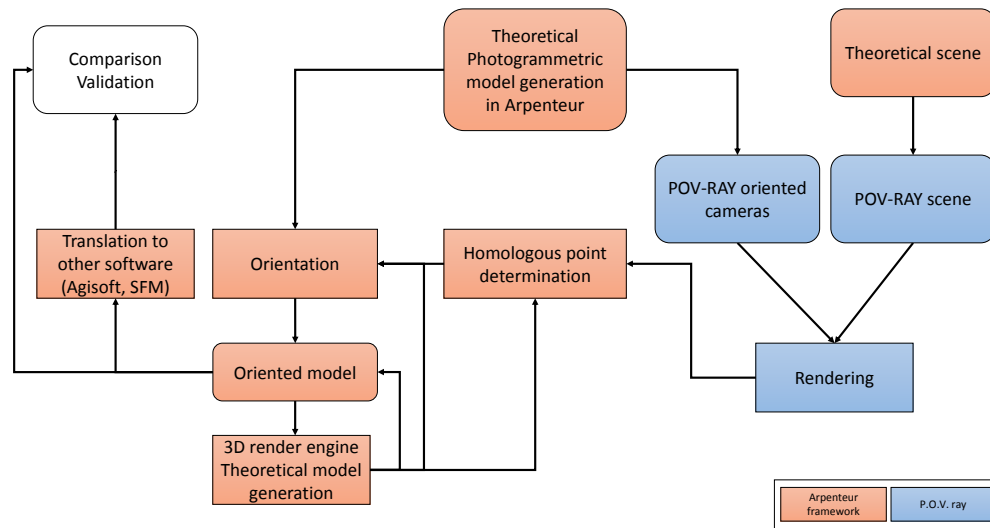 Comparison
Validation
Theoretical
Photogrammetric
model generation
in Arpenteur
Theoretical scene
POV-RAY oriented
cameras
POV-RAY scene
Translation to
other software
(Agisoft, SFM)
Orientation
Homologous point
determination
Oriented model
Rendering
3D render engine
Theoretical model
generation
Arpenteur
framework
P.O.V. ray